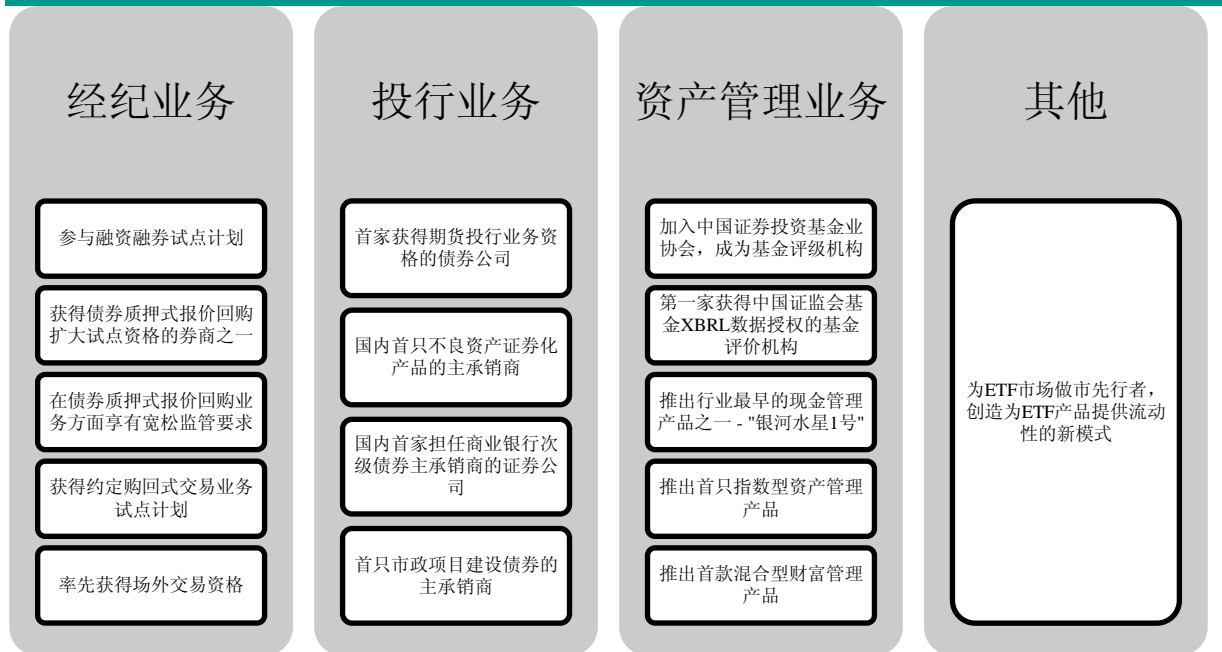 经纪业务
参与融资融券试点计划
获得债券质押式报价回购
扩大试点资格的券商之一
在债券质押式报价回购业
务方面享有宽松监管要求
获得约定购回式交易业务
试点计划
率先获得场外交易资格
投行业务
首家获得期货投行业务资
格的债券公司
国内首只不良资产证券化
产品的主承销商
国内首家担任商业银行次
级债券主承销商的证券公
司
首只市政项目建设债券的
主承销商
资产管理业务
加入中国证券投资基金业
协会，成为基金评级机构
第一家获得中国证监会基
金XBRL数据授权的基金
评价机构
推出行业最早的现金管理
产品之一 - "银河水星1号"
推出首只指数型资产管理
产品
推出首款混合型财富管理
产品
其他
为ETF市场做市先行者，
创造为ETF产品提供流动
性的新模式